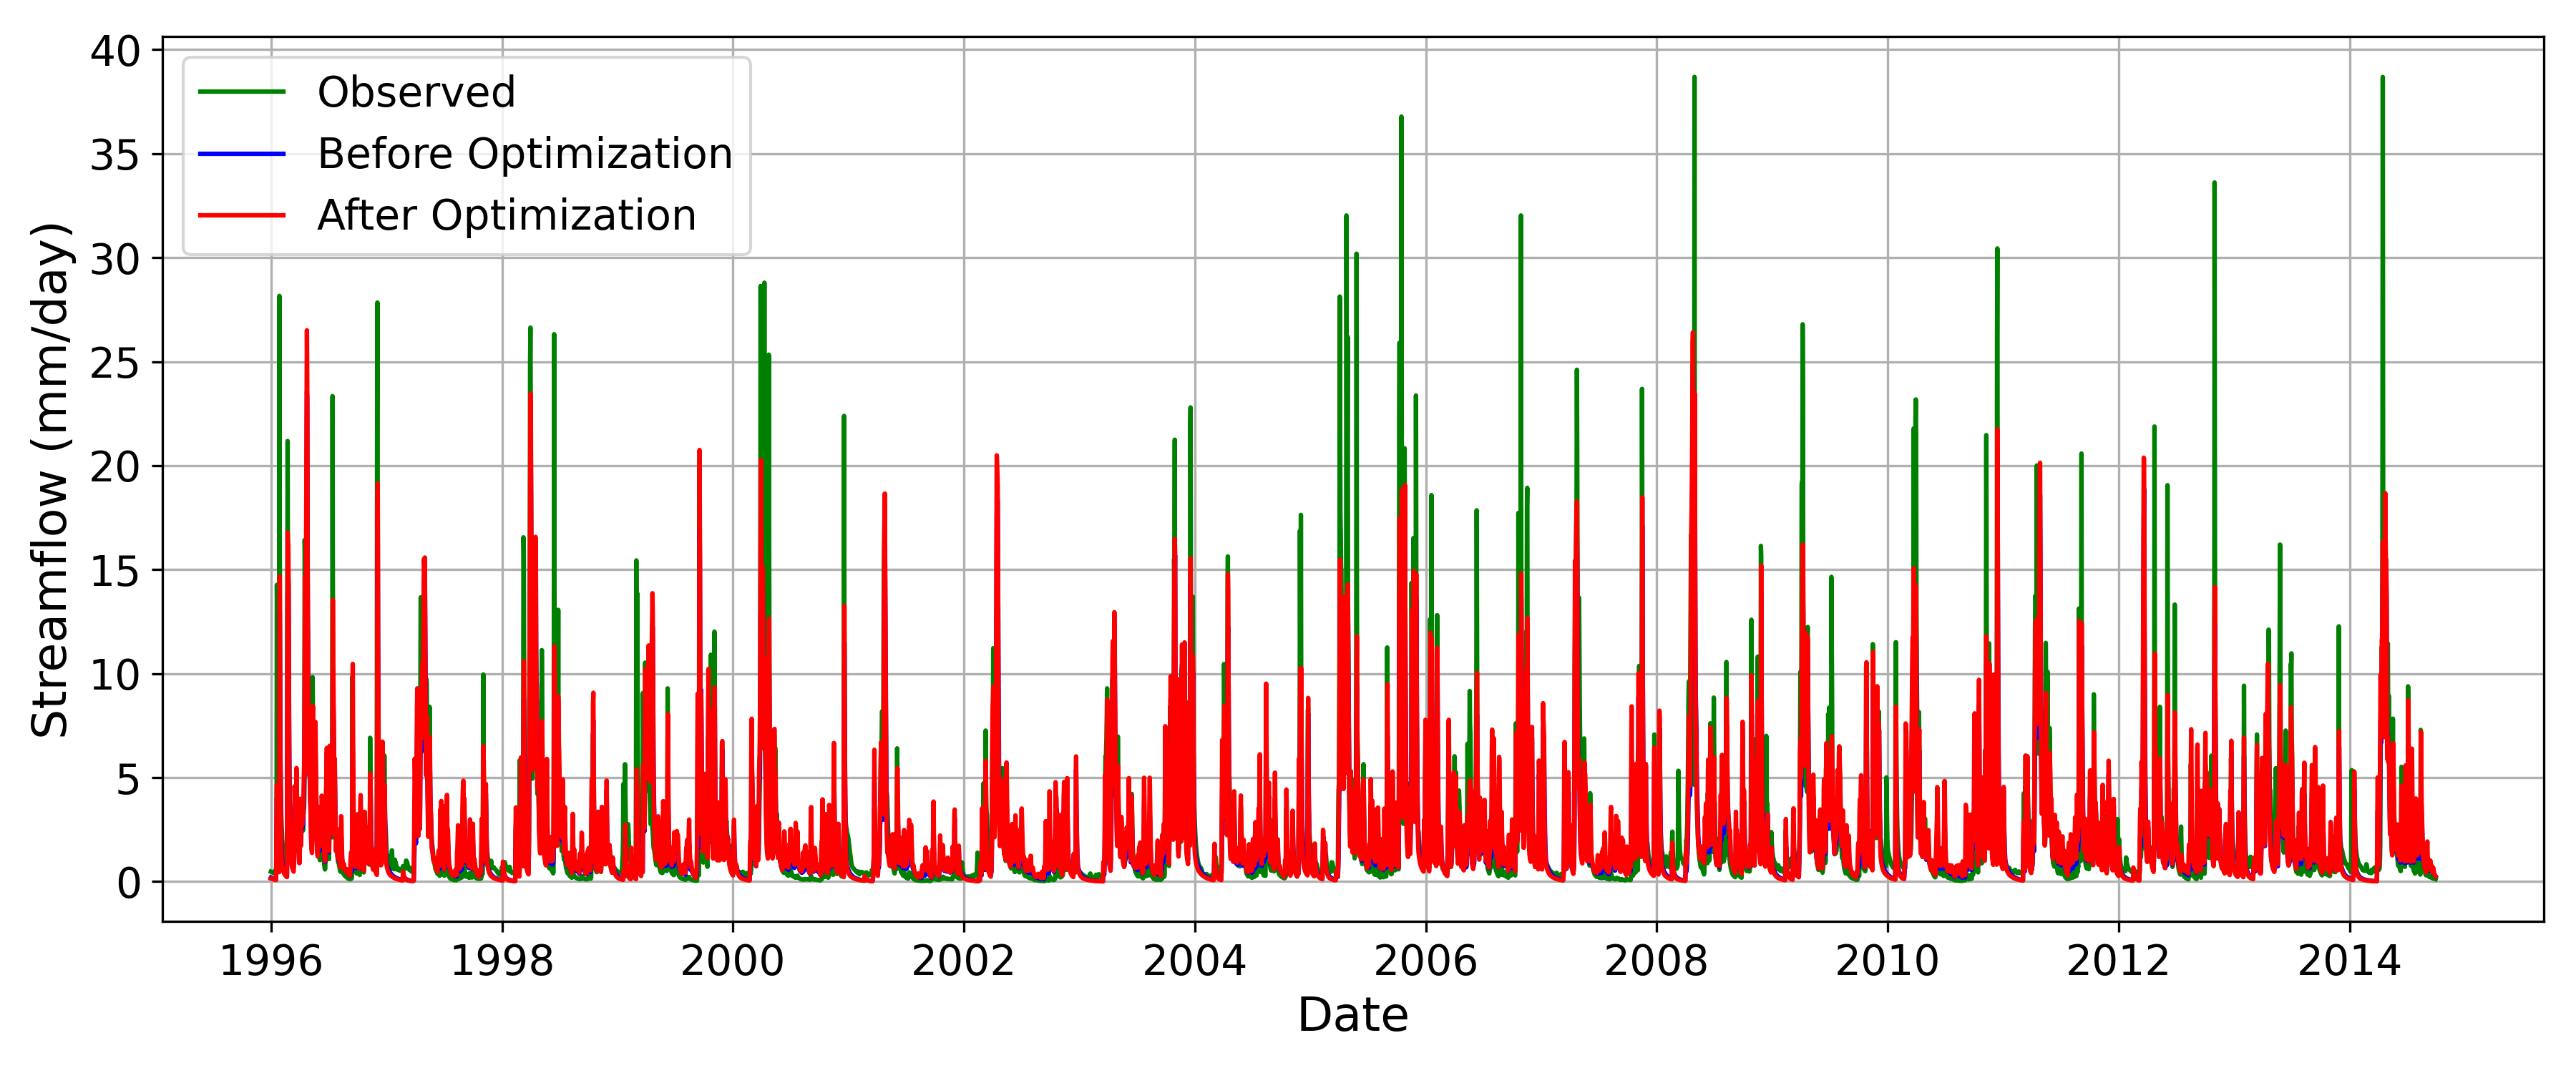 Observed
Before Optimization
After Optimization
Streamflow (mm/day)
40
35
30
25
20
15
10
5
0
1996 1998 2000 2002 2004 2006 2008 2010 2012 2014
Date